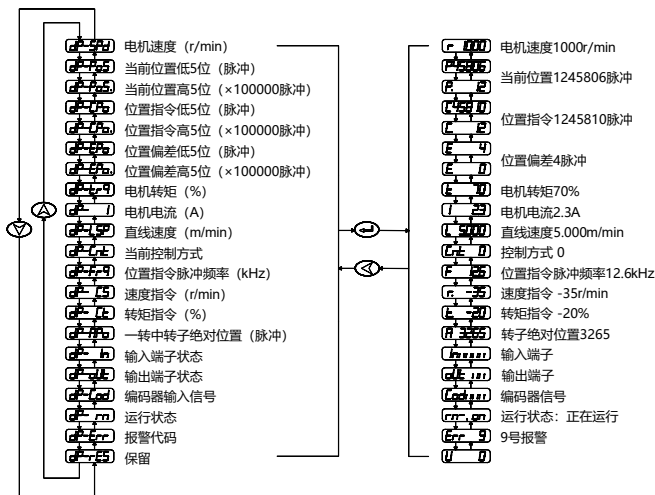 dP-SPd 电机速度（r/min） r 1000 电机速度1000r/min
dP-PoS 当前位置低5位（脉冲） P45806
当前位置1245806脉冲
dP-PoS. 当前位置高5位（×100000脉冲） P. 12
dP-CPo 位置指令低5位（脉冲） C45810
位置指令1245810脉冲
dP-CPo. 位置指令高5位（×100000脉冲） C. 12
dP-EPo 位置偏差低5位（脉冲） E 4
位置偏差4脉冲
dP-EPo. 位置偏差高5位（×100000脉冲） E 0
dP-trq 电机转矩（%） t 70 电机转矩70%
dP- I 电机电流（A） I 2.3 电机电流2.3A
dP-LSP 直线速度（m/min） L 5.000 直线速度5.000m/min
dP-Cnt 当前控制方式 Cnt 0 控制方式 0
dP-Frq 位置指令脉冲频率（kHz） F 12.6 位置指令脉冲频率12.6kHz
dP- CS 速度指令（r/min） r. -35 速度指令 -35r/min
dP- Ct 转矩指令（%） t. -20 转矩指令 -20%
dP-APo 一转中转子绝对位置（脉冲） A 3265 转子绝对位置3265
dP- In 输入端子状态 In 输入端子
dP-oUt 输出端子状态 oUt 输出端子
dP-Cod 编码器输入信号 Cod 编码器信号
dP- rn 运行状态 rn- on 运行状态：正在运行
dP-Err 报警代码 Err 9 9号报警
dP-rES 保留 U 0